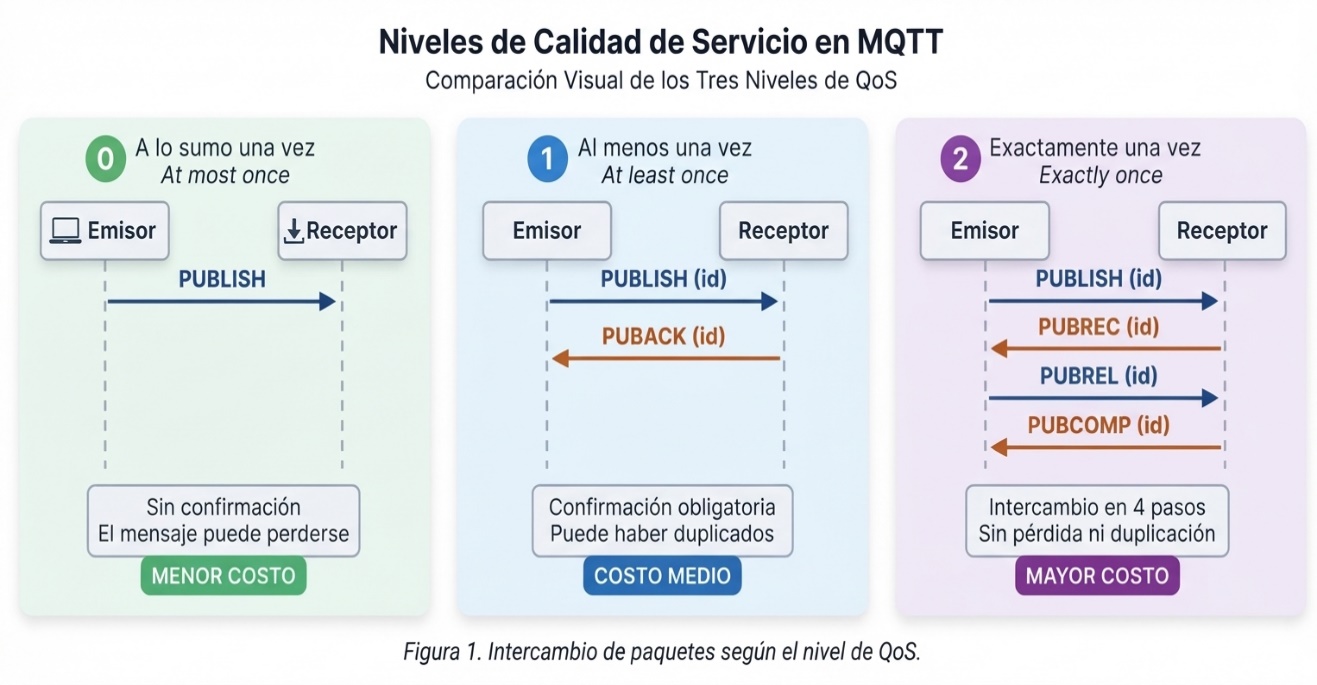 Niveles de Calidad de Servicio en MQTT
Comparación Visual de los Tres Niveles de QoS
0
A lo sumo una vez
At most once
Emisor
Receptor
PUBLISH
Sin confirmación
El mensaje puede perderse
MENOR COSTO
1
Al menos una vez
At least once
Emisor
Receptor
PUBLISH (id)
PUBACK (id)
Confirmación obligatoria
Puede haber duplicados
COSTO MEDIO
2
Exactamente una vez
Exactly once
Emisor
Receptor
PUBLISH (id)
PUBREC (id)
PUBREL (id)
PUBCOMP (id)
Intercambio en 4 pasos
Sin pérdida ni duplicación
MAYOR COSTO
Figura 1. Intercambio de paquetes según el nivel de QoS.